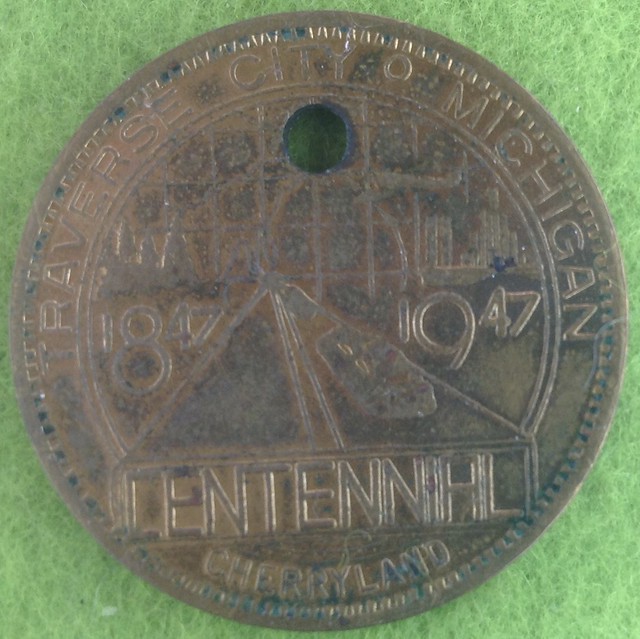 TRAVERSE CITY MICHIGAN
1847 1947
CENTENNIAL
CHERRYLAND